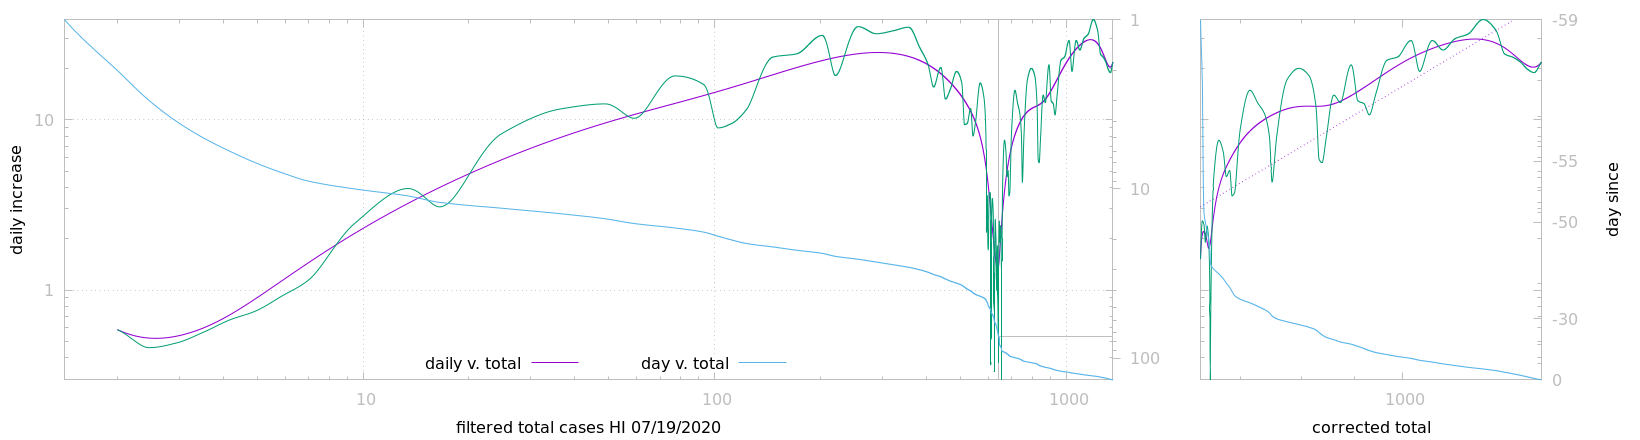 1
-59
10
-55
daily increase
day since
10
-50
1
-30
daily v. total
day v. total
100
0
10
100
1000
1000
filtered total cases HI 07/19/2020
corrected total